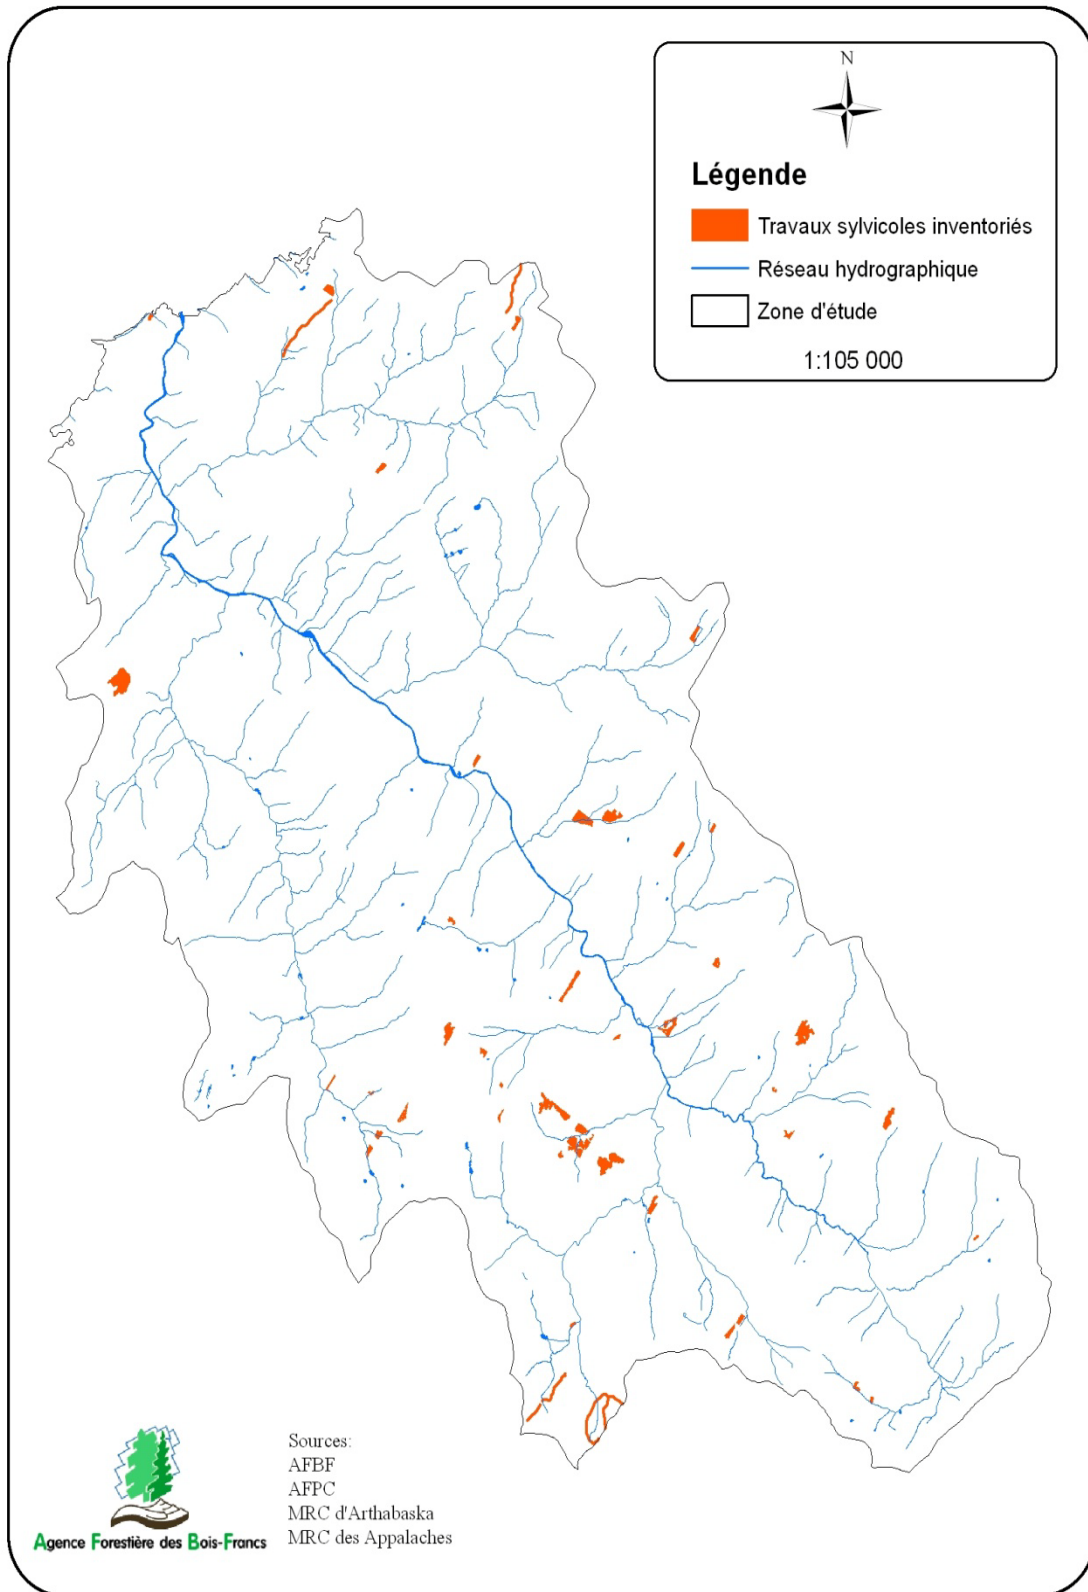 N
Légende
Travaux sylvicoles inventoriés
Réseau hydrographique
Zone d'étude
1:105 000
Sources:
AFBF
AFPC
MRC d'Arthabaska
MRC des Appalaches
Agence Forestière des Bois-Francs